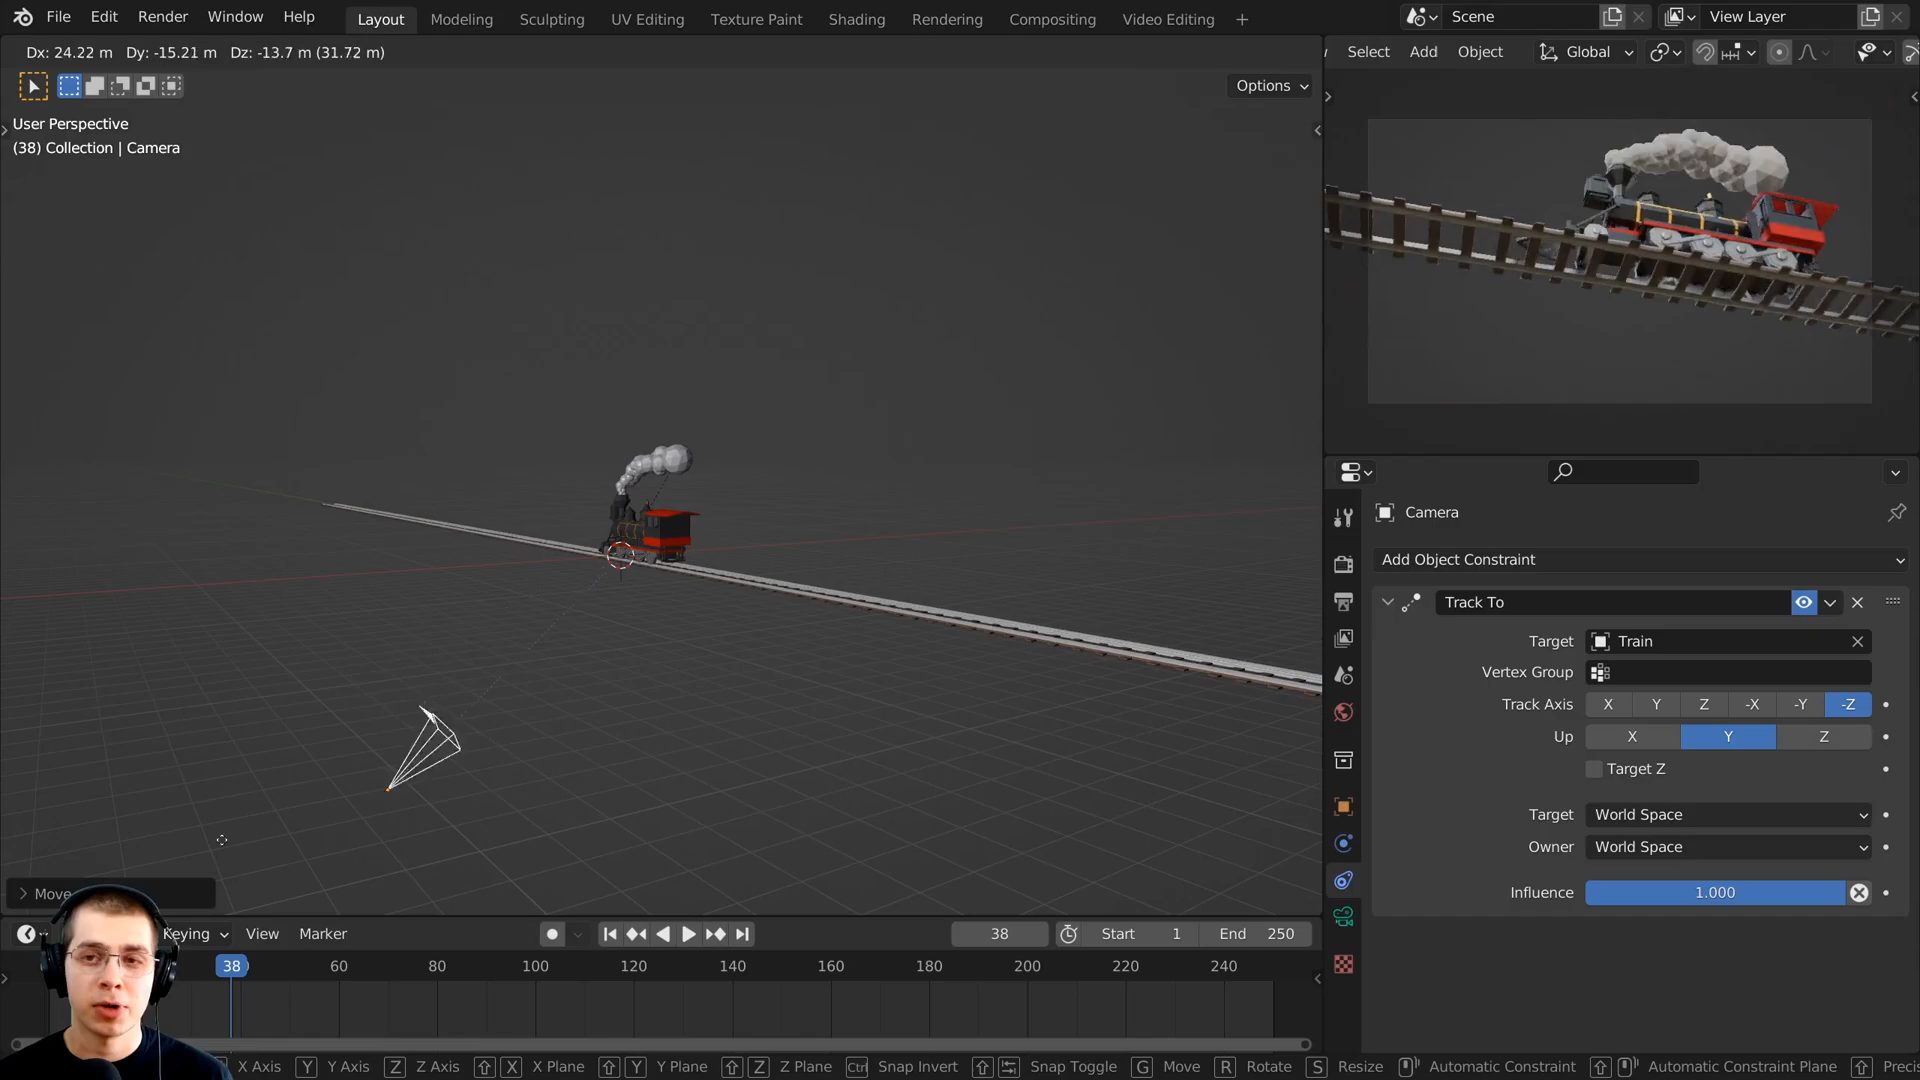 File Edit Render Window Help Layout Modeling Sculpting UV Editing Texture Paint Shading Rendering Compositing Video Editing + Scene View Layer
Dx: 24.22 m Dy: -15.21 m Dz: -13.7 m (31.72 m)
Select Add Object Global
Options
User Perspective
(38) Collection | Camera
Camera
Add Object Constraint
Track To
Target Train
Vertex Group
Track Axis X Y Z -X -Y -Z
Up X Y Z
Target Z
Target World Space
Owner World Space
Influence 1.000
Move
Keying View Marker 38 Start 1 End 250
38 60 80 100 120 140 160 180 200 220 240
X Axis Y Y Axis Z Z Axis X X Plane Y Y Plane Z Z Plane Ctrl Snap Invert Snap Toggle G Move R Rotate S Resize Automatic Constraint Automatic Constraint Plane